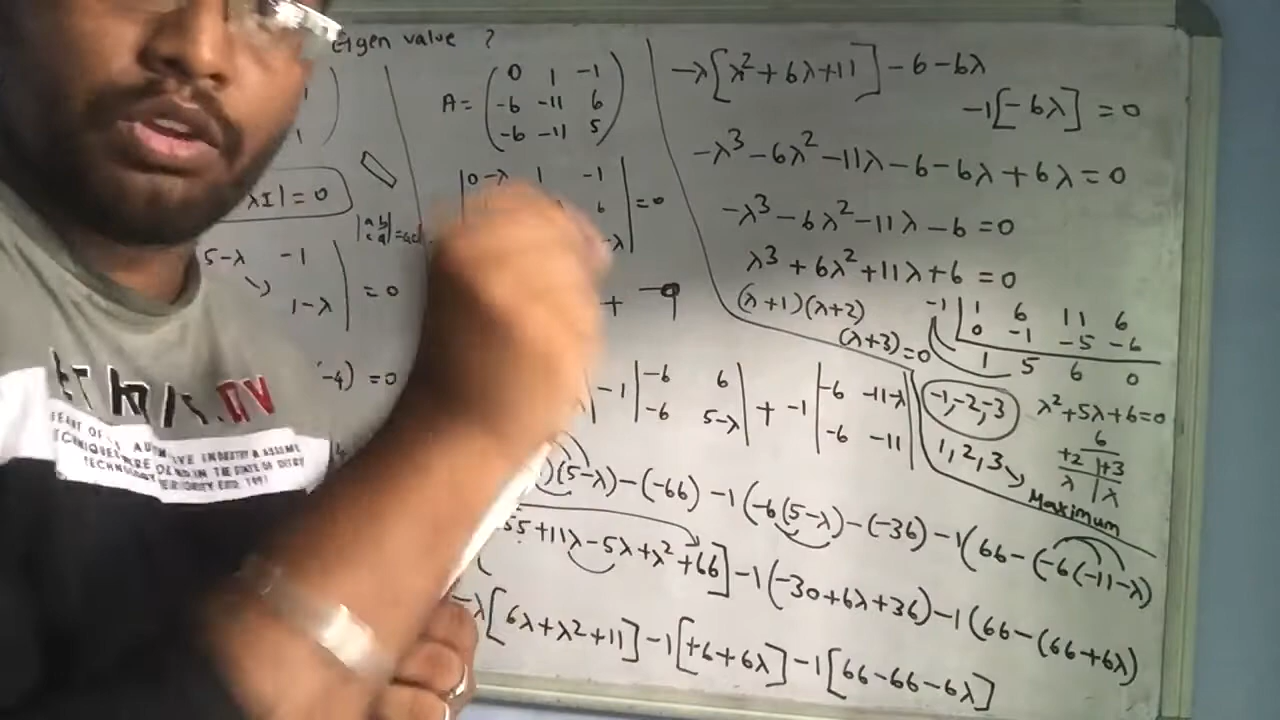 Eigen value ?
A = ( 0 1 -1
-6 -11 6
-6 -11 5 )
λI| = 0
|0-λ 1 -1
6 | = 0
-λ |
|a b|
|c d| = ad
5-λ -1
1-λ | = 0
-4) = 0
+ -9
-1 |-6 6| + -1 |-6 -11-λ|
|-6 5-λ| |-6 -11|
)(5-λ) - (-66) -1(-6(5-λ) - (-36) -1(66-(-6(-11-λ)
55+11λ-5λ+λ²+66] -1(-30+6λ+36) -1(66-(66+6λ)
-λ[6λ+λ²+11] -1[+6+6λ] -1[66-66-6λ]
-λ[λ²+6λ+11] -6-6λ
-1[-6λ] = 0
-λ³-6λ²-11λ-6-6λ+6λ=0
-λ³-6λ²-11λ-6=0
λ³+6λ²+11λ+6=0
(λ+1)(λ+2)
(λ+3)=0
-1| 1 6 11 6
0 -1 -5 -6
1 5 6 0
-1,-2,-3
λ²+5λ+6=0
6
+2 | +3
λ | λ
1,2,3
Maximum